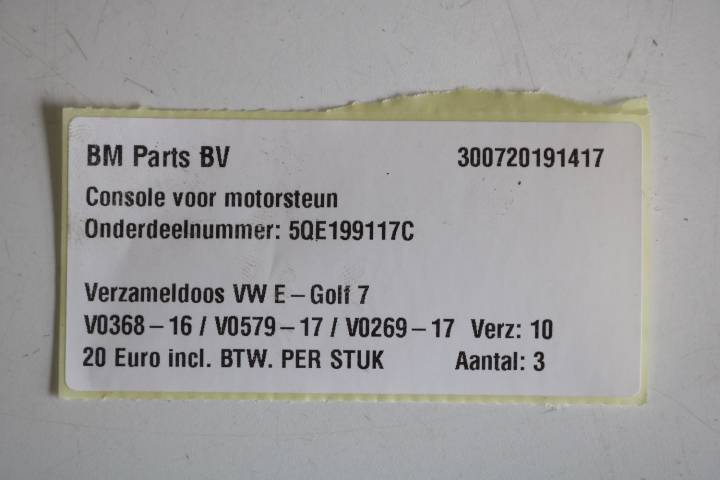 BM Parts BV 300720191417
Console voor motorsteun
Onderdeelnummer: 5QE199117C
Verzameldoos VW E – Golf 7
V0368 – 16 / V0579 – 17 / V0269 – 17 Verz: 10
20 Euro incl. BTW. PER STUK Aantal: 3